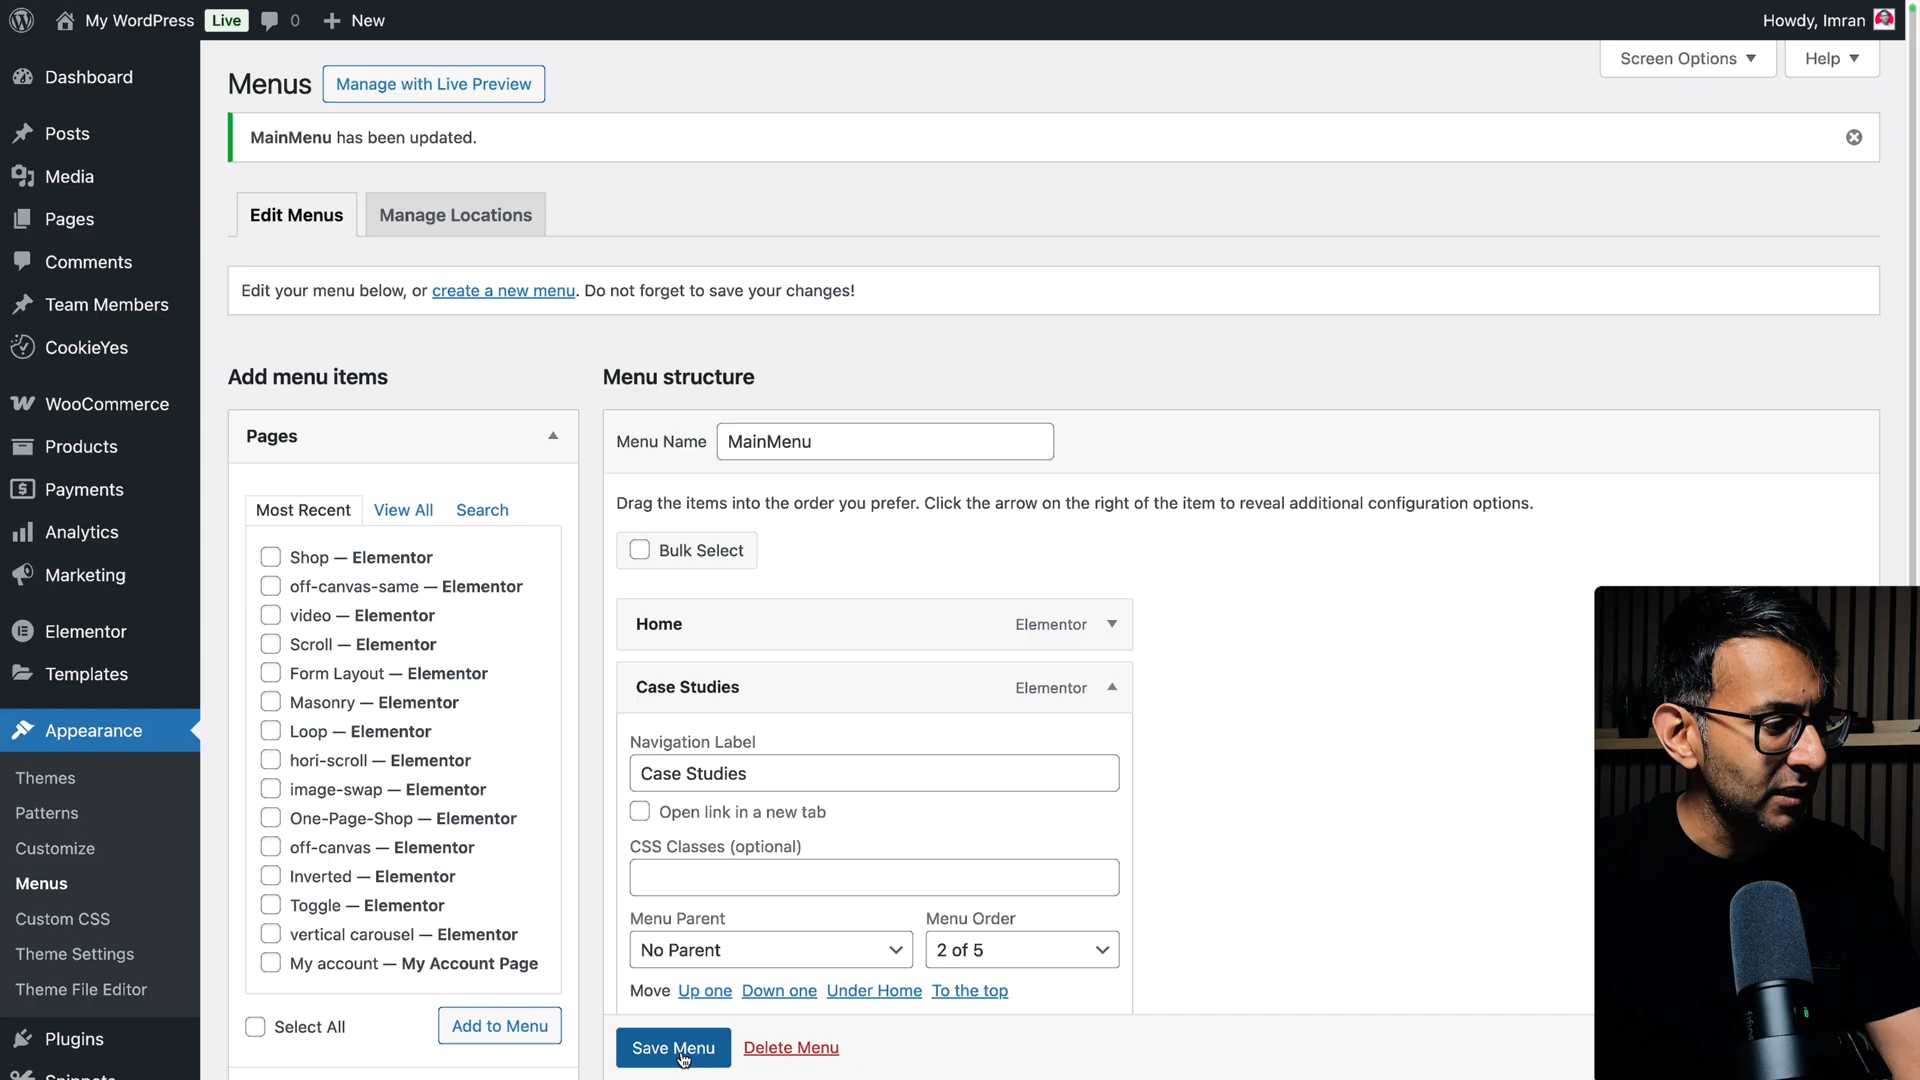 My WordPress Live 0 New
Howdy, Imran
Dashboard
Posts
Media
Pages
Comments
Team Members
CookieYes
WooCommerce
Products
Payments
Analytics
Marketing
Elementor
Templates
Appearance
Themes
Patterns
Customize
Menus
Custom CSS
Theme Settings
Theme File Editor
Plugins
Snippets
Screen Options
Help
Menus Manage with Live Preview
MainMenu has been updated.
Edit Menus Manage Locations
Edit your menu below, or create a new menu. Do not forget to save your changes!
Add menu items
Pages
Most Recent View All Search
Shop — Elementor
off-canvas-same — Elementor
video — Elementor
Scroll — Elementor
Form Layout — Elementor
Masonry — Elementor
Loop — Elementor
hori-scroll — Elementor
image-swap — Elementor
One-Page-Shop — Elementor
off-canvas — Elementor
Inverted — Elementor
Toggle — Elementor
vertical carousel — Elementor
My account — My Account Page
Select All Add to Menu
Menu structure
Menu Name MainMenu
Drag the items into the order you prefer. Click the arrow on the right of the item to reveal additional configuration options.
Bulk Select
Home Elementor
Case Studies Elementor
Navigation Label
Case Studies
Open link in a new tab
CSS Classes (optional)
Menu Parent Menu Order
No Parent 2 of 5
Move Up one Down one Under Home To the top
Save Menu Delete Menu